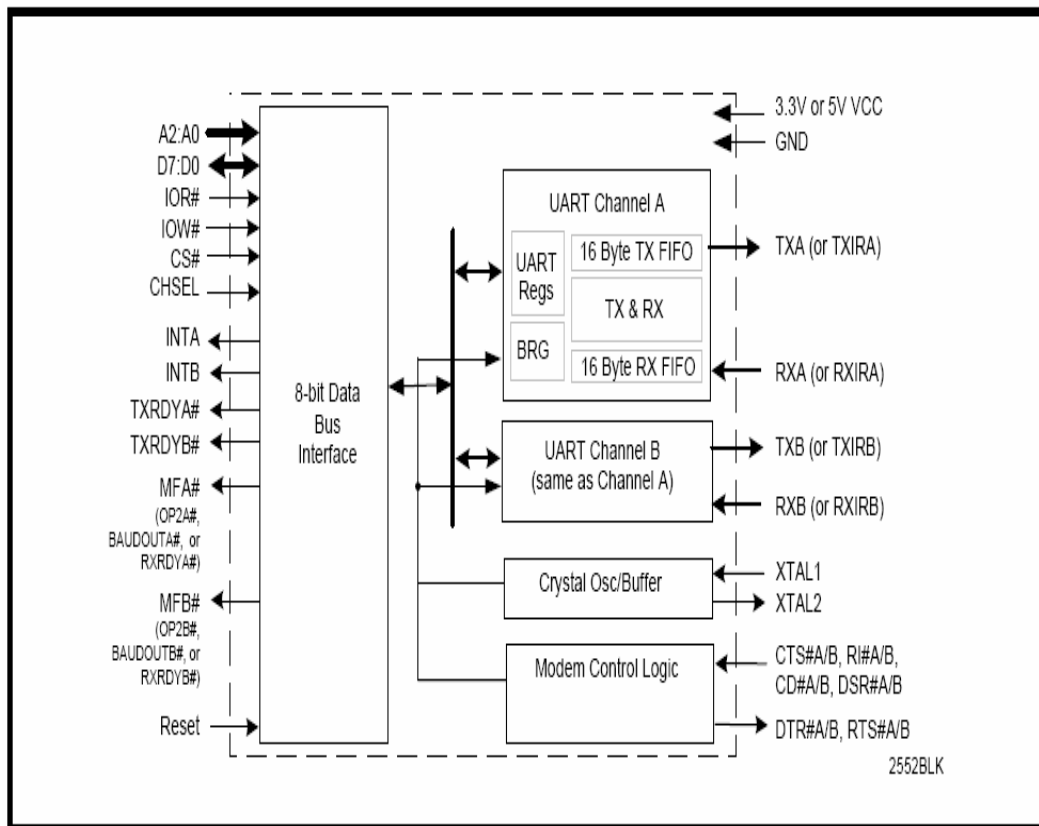 A2:A0
D7:D0
IOR#
IOW#
CS#
CHSEL
INTA
INTB
TXRDYA#
TXRDYB#
MFA#
(OP2A#,
BAUDOUTA#, or
RXRDYA#)
MFB#
(OP2B#,
BAUDOUTB#, or
RXRDYB#)
Reset
8-bit Data
Bus
Interface
UART Channel A
UART
Regs
BRG
16 Byte TX FIFO
TX & RX
16 Byte RX FIFO
UART Channel B
(same as Channel A)
Crystal Osc/Buffer
Modem Control Logic
3.3V or 5V VCC
GND
TXA (or TXIRA)
RXA (or RXIRA)
TXB (or TXIRB)
RXB (or RXIRB)
XTAL1
XTAL2
CTS#A/B, RI#A/B,
CD#A/B, DSR#A/B
DTR#A/B, RTS#A/B
2552BLK